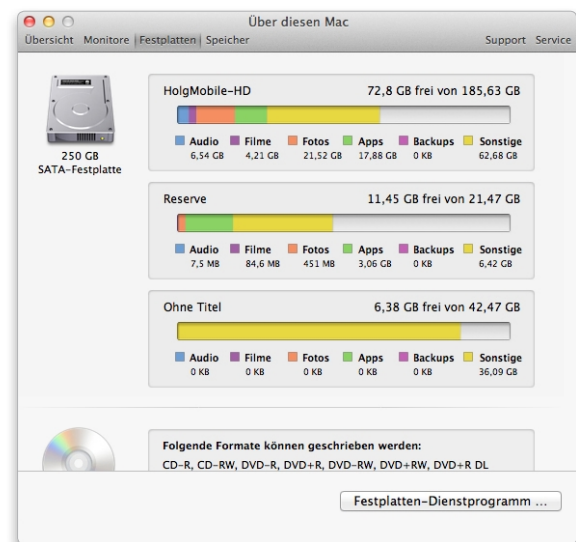 Über diesen Mac
Übersicht Monitore Festplatten Speicher Support Service
250 GB
SATA-Festplatte
HolgMobile-HD 72,8 GB frei von 185,63 GB
Audio Filme Fotos Apps Backups Sonstige
6,54 GB 4,21 GB 21,52 GB 17,88 GB 0 KB 62,68 GB
Reserve 11,45 GB frei von 21,47 GB
Audio Filme Fotos Apps Backups Sonstige
7,5 MB 84,6 MB 451 MB 3,06 GB 0 KB 6,42 GB
Ohne Titel 6,38 GB frei von 42,47 GB
Audio Filme Fotos Apps Backups Sonstige
0 KB 0 KB 0 KB 0 KB 0 KB 36,09 GB
Folgende Formate können geschrieben werden:
CD-R, CD-RW, DVD-R, DVD+R, DVD-RW, DVD+RW, DVD+R DL
Festplatten-Dienstprogramm ...